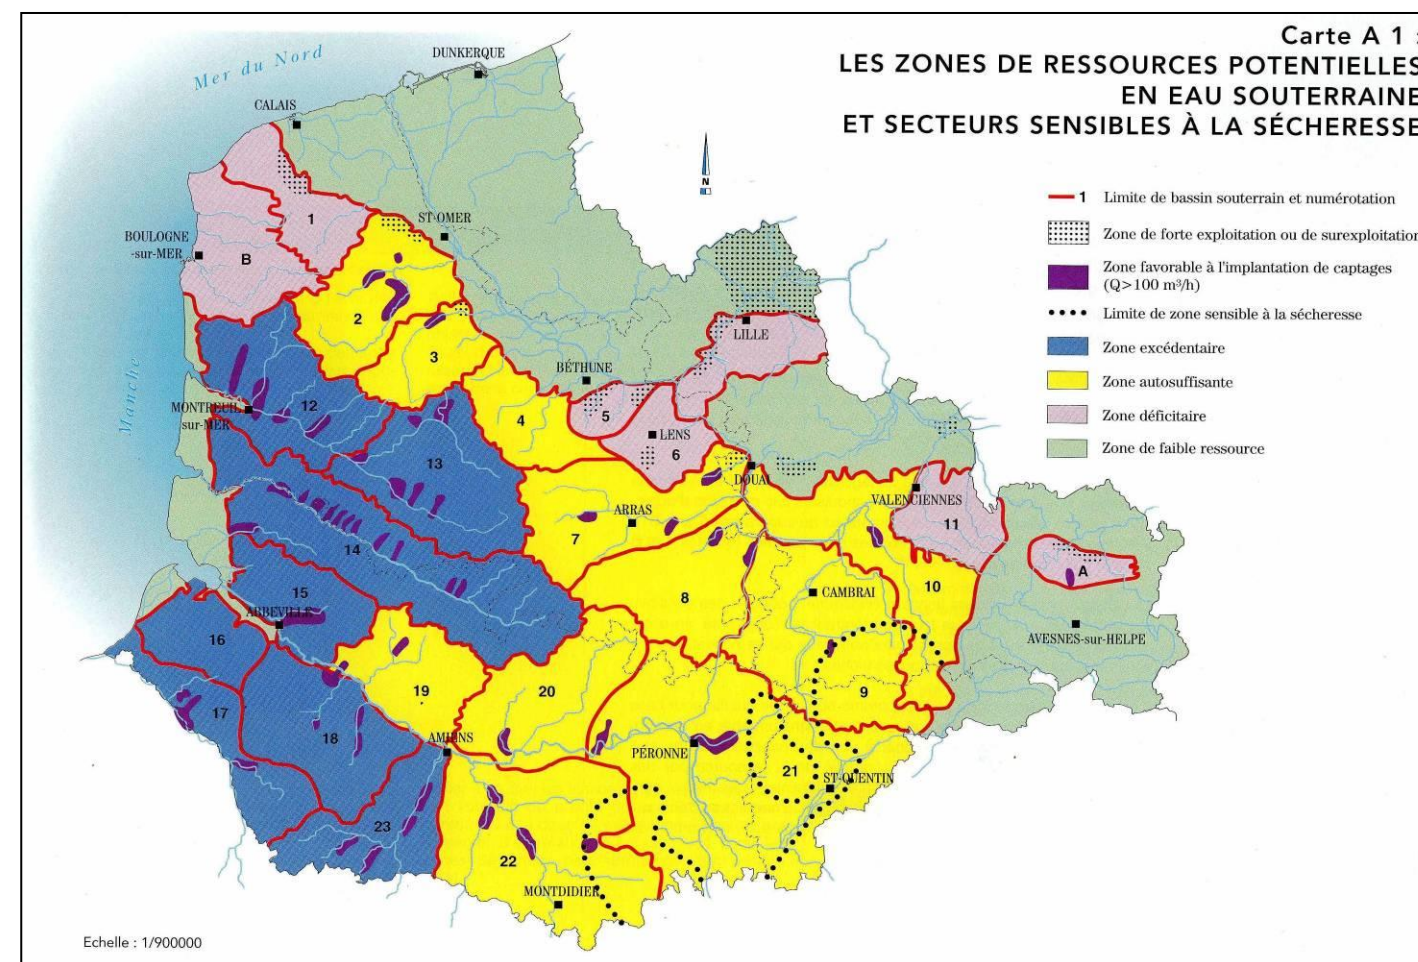 Carte A 1 :
LES ZONES DE RESSOURCES POTENTIELLES
EN EAU SOUTERRAINE
ET SECTEURS SENSIBLES À LA SÉCHERESSE
Mer du Nord
DUNKERQUE
CALAIS
N
1 Limite de bassin souterrain et numérotation
Zone de forte exploitation ou de surexploitation
Zone favorable à l'implantation de captages
(Q>100 m³/h)
Limite de zone sensible à la sécheresse
Zone excédentaire
Zone autosuffisante
Zone déficitaire
Zone de faible ressource
1
ST-OMER
BOULOGNE
-sur-MER
B
2
3
LILLE
BÉTHUNE
Manche
MONTREUIL
sur-MER
12
4
5
LENS
6
13
DOUAI
VALENCIENNES
11
ARRAS
7
14
A
15
8
CAMBRAI
10
ABBEVILLE
16
AVESNES-sur-HELPE
19
20
9
17
18
AMIENS
PÉRONNE
21
ST-QUENTIN
23
22
MONTDIDIER
Echelle : 1/900000